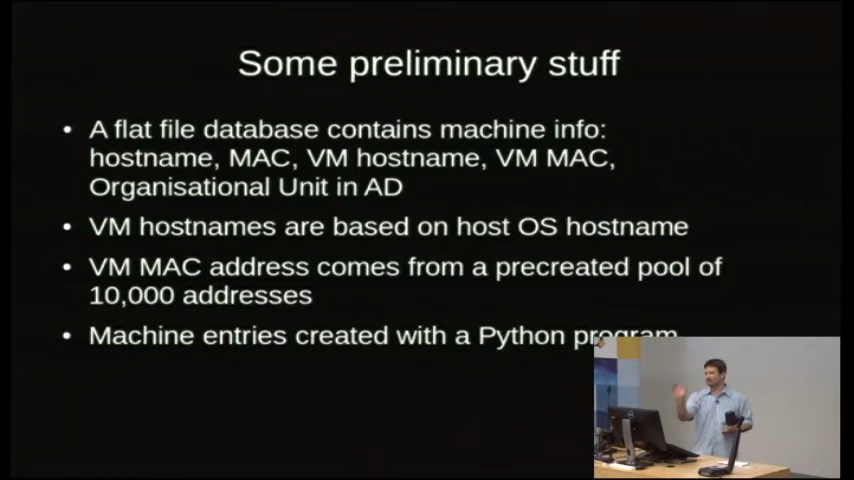 Some preliminary stuff
• A flat file database contains machine info:
hostname, MAC, VM hostname, VM MAC,
Organisational Unit in AD
• VM hostnames are based on host OS hostname
• VM MAC address comes from a precreated pool of
10,000 addresses
• Machine entries created with a Python program